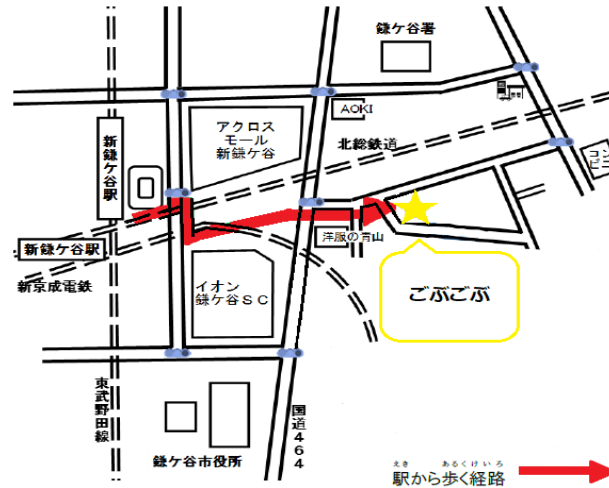 鎌ケ谷署
AOKI
アクロス
モール
新鎌ケ谷
北総鉄道
コン
ビニ
新鎌ケ谷駅
新鎌ケ谷駅
新京成電鉄
洋服の青山
イオン
鎌ケ谷ＳＣ
ごぶごぶ
東武野田線
国道４６４
鎌ケ谷市役所
えき あるくけいろ
駅から歩く経路